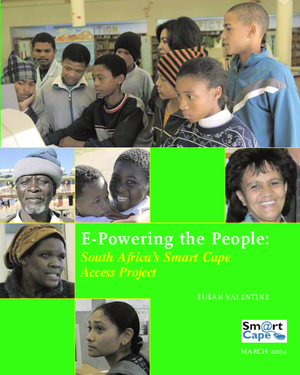 E-Powering the People:
South Africa's Smart Cape
Access Project
SUSAN VALENTINE
Sm@rt
Cape
MARCH 2004